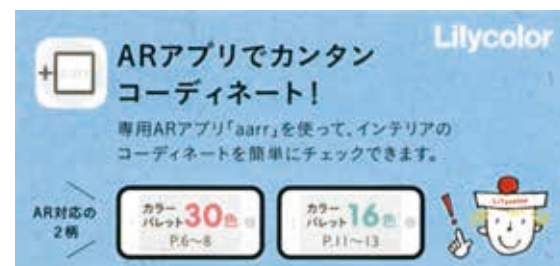 Lilycolor
ARアプリでカンタン
コーディネート！
専用ARアプリ「aarr」を使って、インテリアの
コーディネートを簡単にチェックできます。
AR対応の
2柄
カラー
パレット30色
P.6〜8
カラー
パレット16色
P.11〜13
Lilycolor